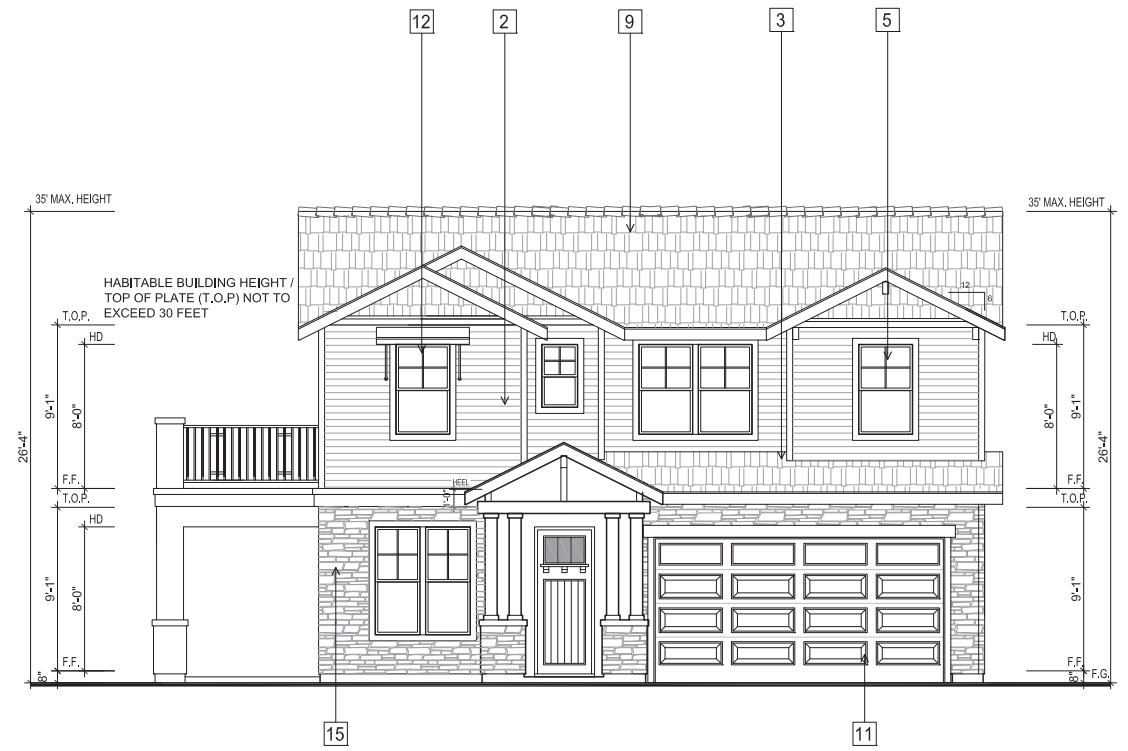 12 2 9 3 5
35' MAX. HEIGHT
35' MAX. HEIGHT
HABITABLE BUILDING HEIGHT /
TOP OF PLATE (T.O.P) NOT TO
EXCEED 30 FEET
12
6
T.O.P.
T.O.P.
HD
HD
9'-1"
8'-0"
8'-0"
9'-1"
26'-4"
26'-4"
F.F.
HEEL
F.F.
T.O.P.
1'-0"
T.O.P.
HD
9'-1"
8'-0"
9'-1"
F.F.
F.F.
8"
8"
F.G.
15 11